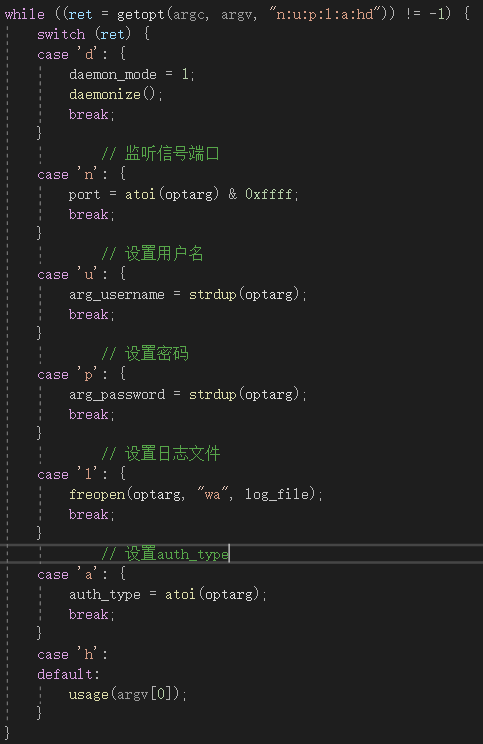 while ((ret = getopt(argc, argv, "n:u:p:l:a:hd")) != -1) {
switch (ret) {
case 'd': {
daemon_mode = 1;
daemonize();
break;
}
// 监听信号端口
case 'n': {
port = atoi(optarg) & 0xffff;
break;
}
// 设置用户名
case 'u': {
arg_username = strdup(optarg);
break;
}
// 设置密码
case 'p': {
arg_password = strdup(optarg);
break;
}
// 设置日志文件
case 'l': {
freopen(optarg, "wa", log_file);
break;
}
// 设置auth_type
case 'a': {
auth_type = atoi(optarg);
break;
}
case 'h':
default:
usage(argv[0]);
}
}